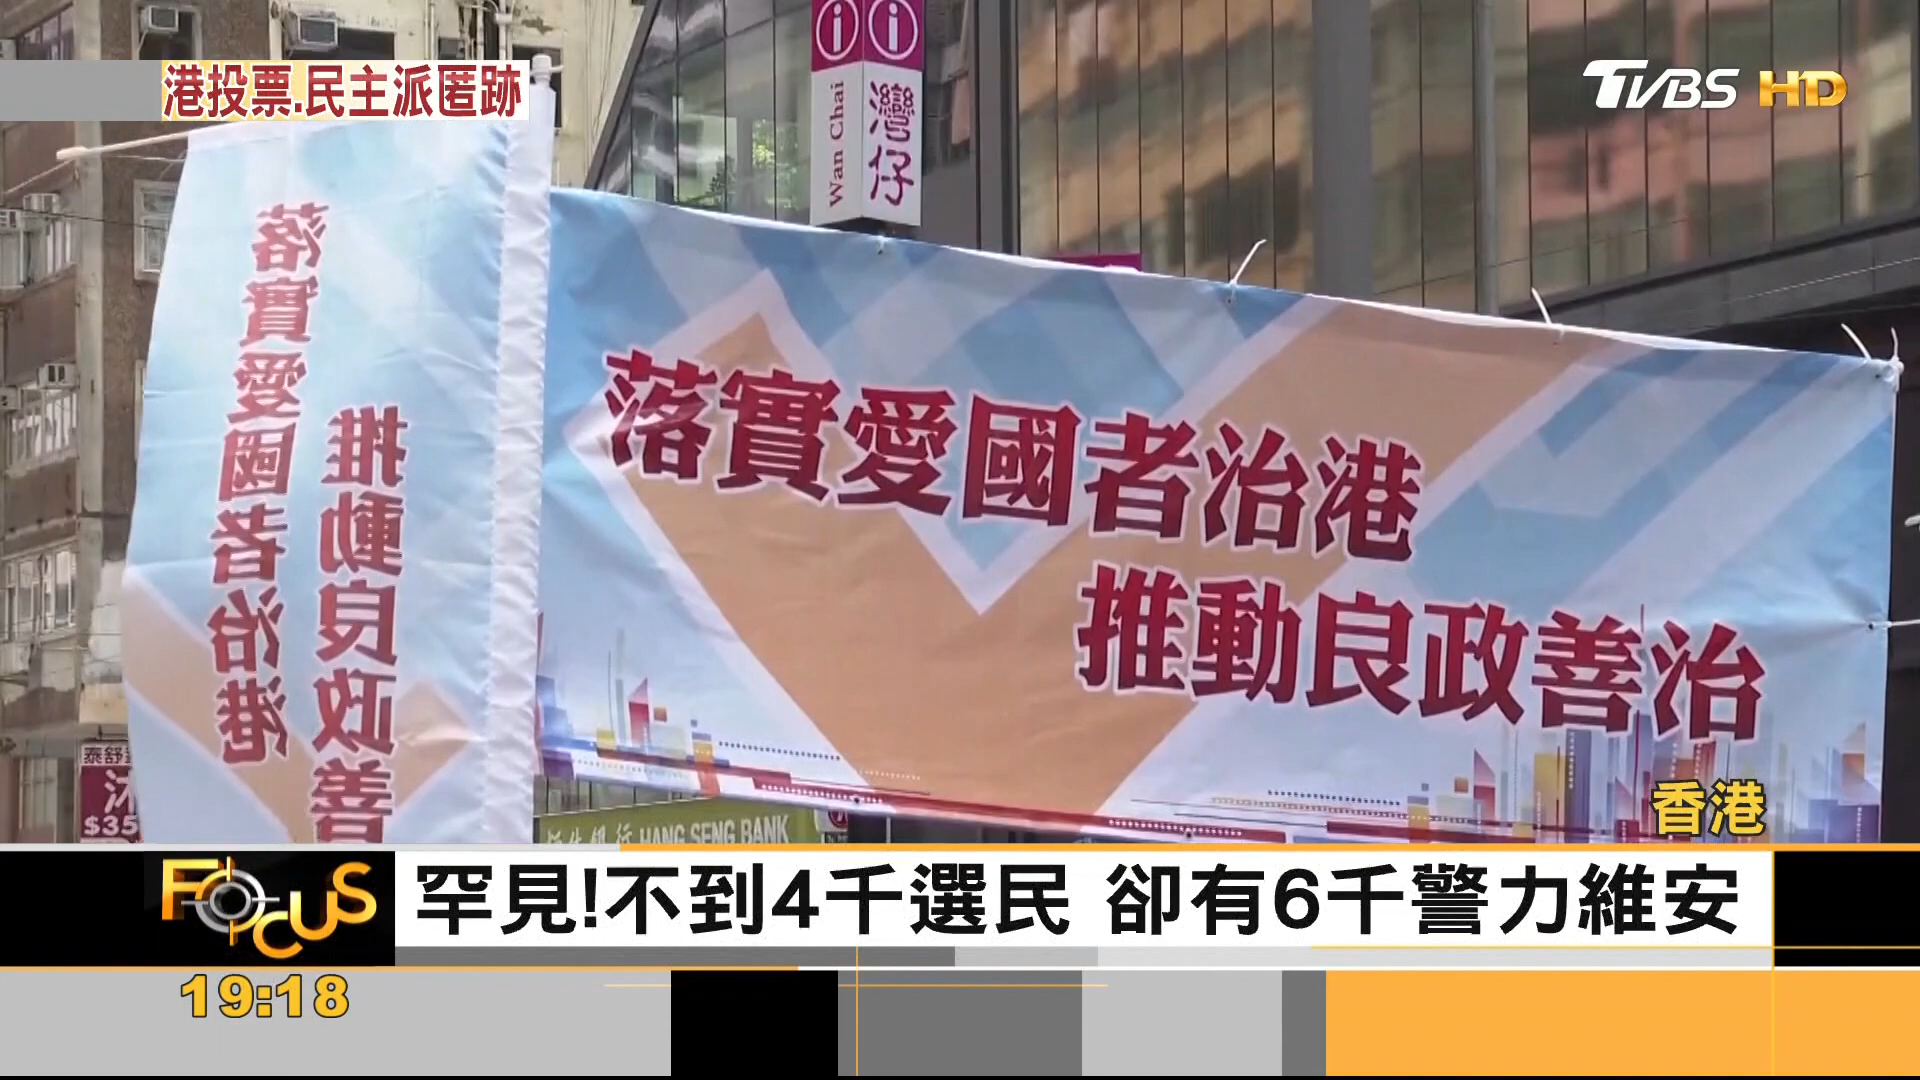 港投票.民主派匿跡
TVBS HD
Wan Chai
灣仔
落實愛國者治港
推動良政善
落實愛國者治港
推動良政善治
$35
HANG SENG BANK
香港
FOCUS
罕見!不到4千選民 卻有6千警力維安
19:18